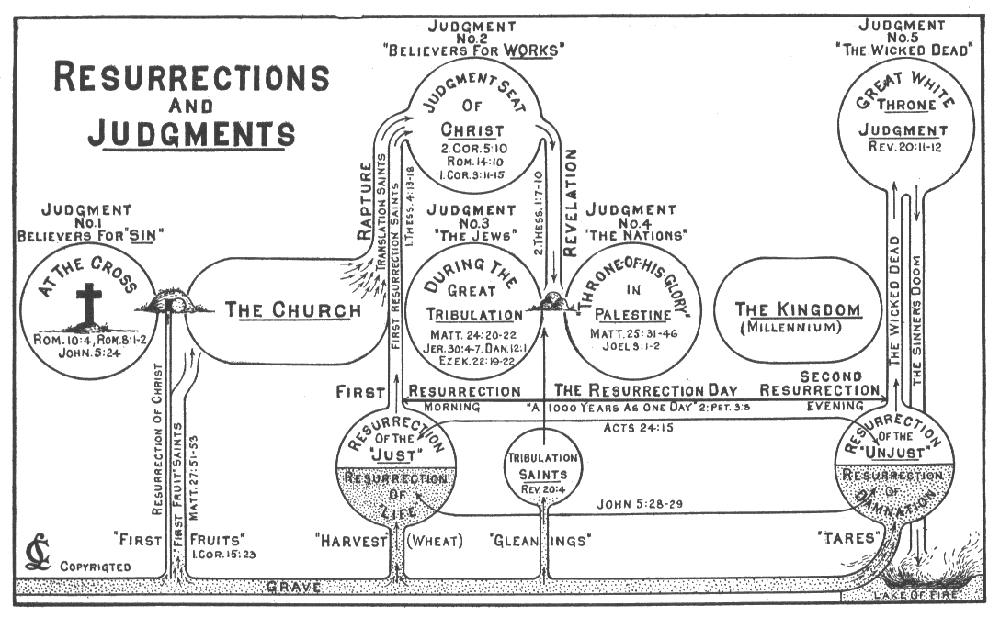 RESURRECTIONS
AND
JUDGMENTS
JUDGMENT
No.1
BELIEVERS FOR "SIN"
AT THE CROSS
ROM. 10:4, ROM. 8:1-2
JOHN. 5:24
THE CHURCH
RESURRECTION OF CHRIST
FIRST FRUIT SAINTS
MATT. 27:51-53
"FIRST FRUITS"
1.COR. 15:23
COPYRIGTED
CL
JUDGMENT
No.2
"BELIEVERS FOR WORKS"
JUDGMENT SEAT
OF
CHRIST
2.COR. 5:10
ROM. 14:10
1.COR. 3:11-15
RAPTURE
TRANSLATION SAINTS
FIRST RESURRECTION SAINTS
1.THESS. 4:13-18
2.THESS. 1:7-10
REVELATION
JUDGMENT
No.3
"THE JEWS"
DURING THE
GREAT
TRIBULATION
MATT. 24:20-22
JER. 30:4-7, DAN. 12:1
EZEK. 22:19-22
JUDGMENT
No.4
"THE NATIONS"
"THRONE-OF-HIS-GLORY"
IN
PALESTINE
MATT. 25:31-46
JOEL 3:1-2
THE KINGDOM
(MILLENNIUM)
JUDGMENT
No.5
"THE WICKED DEAD"
GREAT WHITE
THRONE
JUDGMENT
REV. 20:11-12
THE WICKED DEAD
THE SINNERS DOOM
FIRST RESURRECTION
MORNING
THE RESURRECTION DAY
"A 1000 YEARS AS ONE DAY" 2:PET. 3:8
SECOND
RESURRECTION
EVENING
ACTS 24:15
RESURRECTION
OF THE
"JUST"
RESURRECTION
OF
"LIFE"
TRIBULATION
SAINTS
REV. 20:4
RESURRECTION
OF THE
"UNJUST"
RESURRECTION
OF
DAMNATION
JOHN 5:28-29
"HARVEST" (WHEAT)
"GLEANINGS"
"TARES"
GRAVE
LAKE OF FIRE